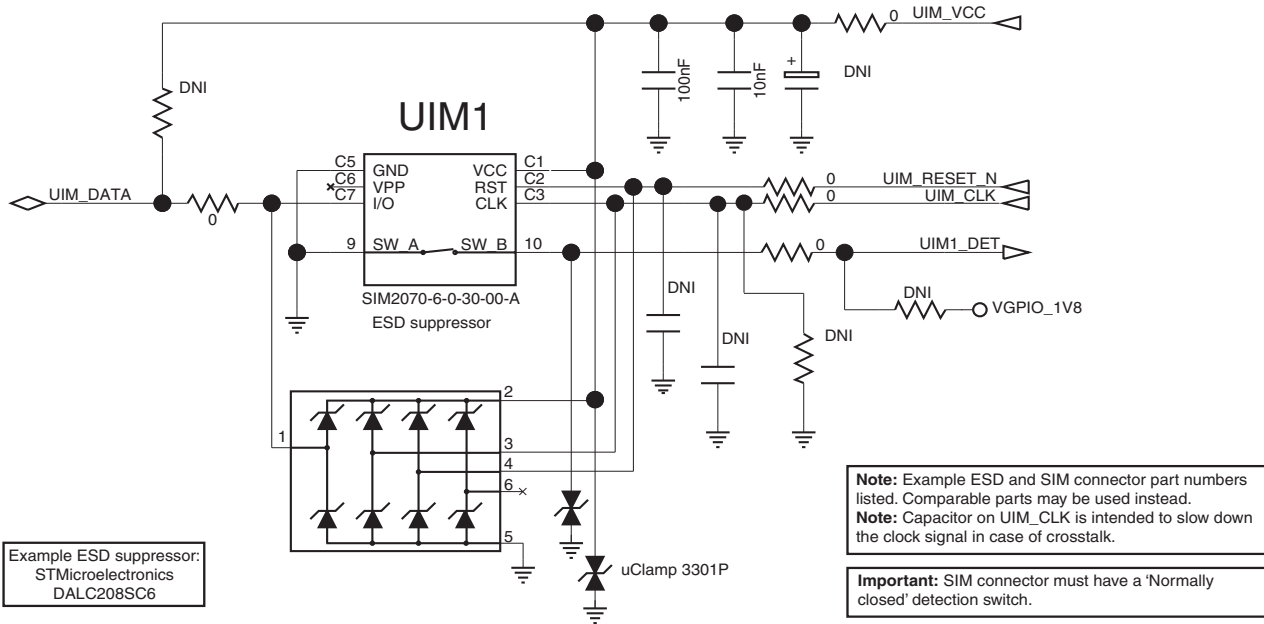 0 UIM_VCC
DNI
100nF
10nF
+
DNI
UIM1
C5 GND VCC C1
C6 VPP RST C2
C7 I/O CLK C3
UIM_DATA
0
0 UIM_RESET_N
0 UIM_CLK
9 SW_A SW_B 10
0 UIM1_DET
SIM2070-6-0-30-00-A
ESD suppressor
DNI
DNI
DNI
DNI
VGPIO_1V8
1
2
3
4
6
5
uClamp 3301P
Example ESD suppressor:
STMicroelectronics
DALC208SC6
Note: Example ESD and SIM connector part numbers
listed. Comparable parts may be used instead.
Note: Capacitor on UIM_CLK is intended to slow down
the clock signal in case of crosstalk.
Important: SIM connector must have a ‘Normally
closed’ detection switch.